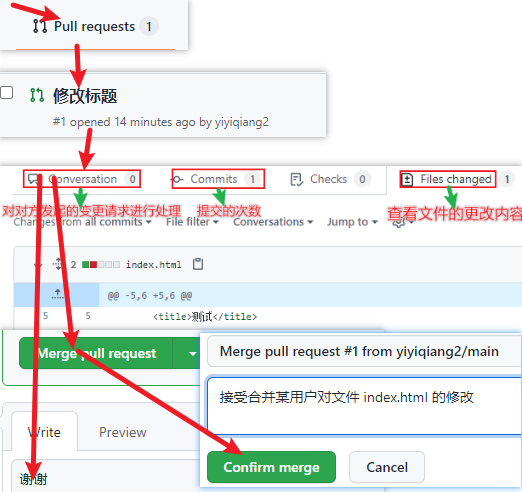 Pull requests 1
修改标题
#1 opened 14 minutes ago by yiyiqiang2
Conversation 0 Commits 1 Checks 0 Files changed 1
对对方发起的变更请求进行处理 提交的次数 查看文件的更改内容
Changes from all commits File filter Conversations Jump to
2 index.html
@@ -5,6 +5,6 @@
5 5 <title>测试</title>
Merge pull request
Merge pull request #1 from yiyiqiang2/main
接受合并某用户对文件 index.html 的修改
Write Preview
谢谢
Confirm merge Cancel